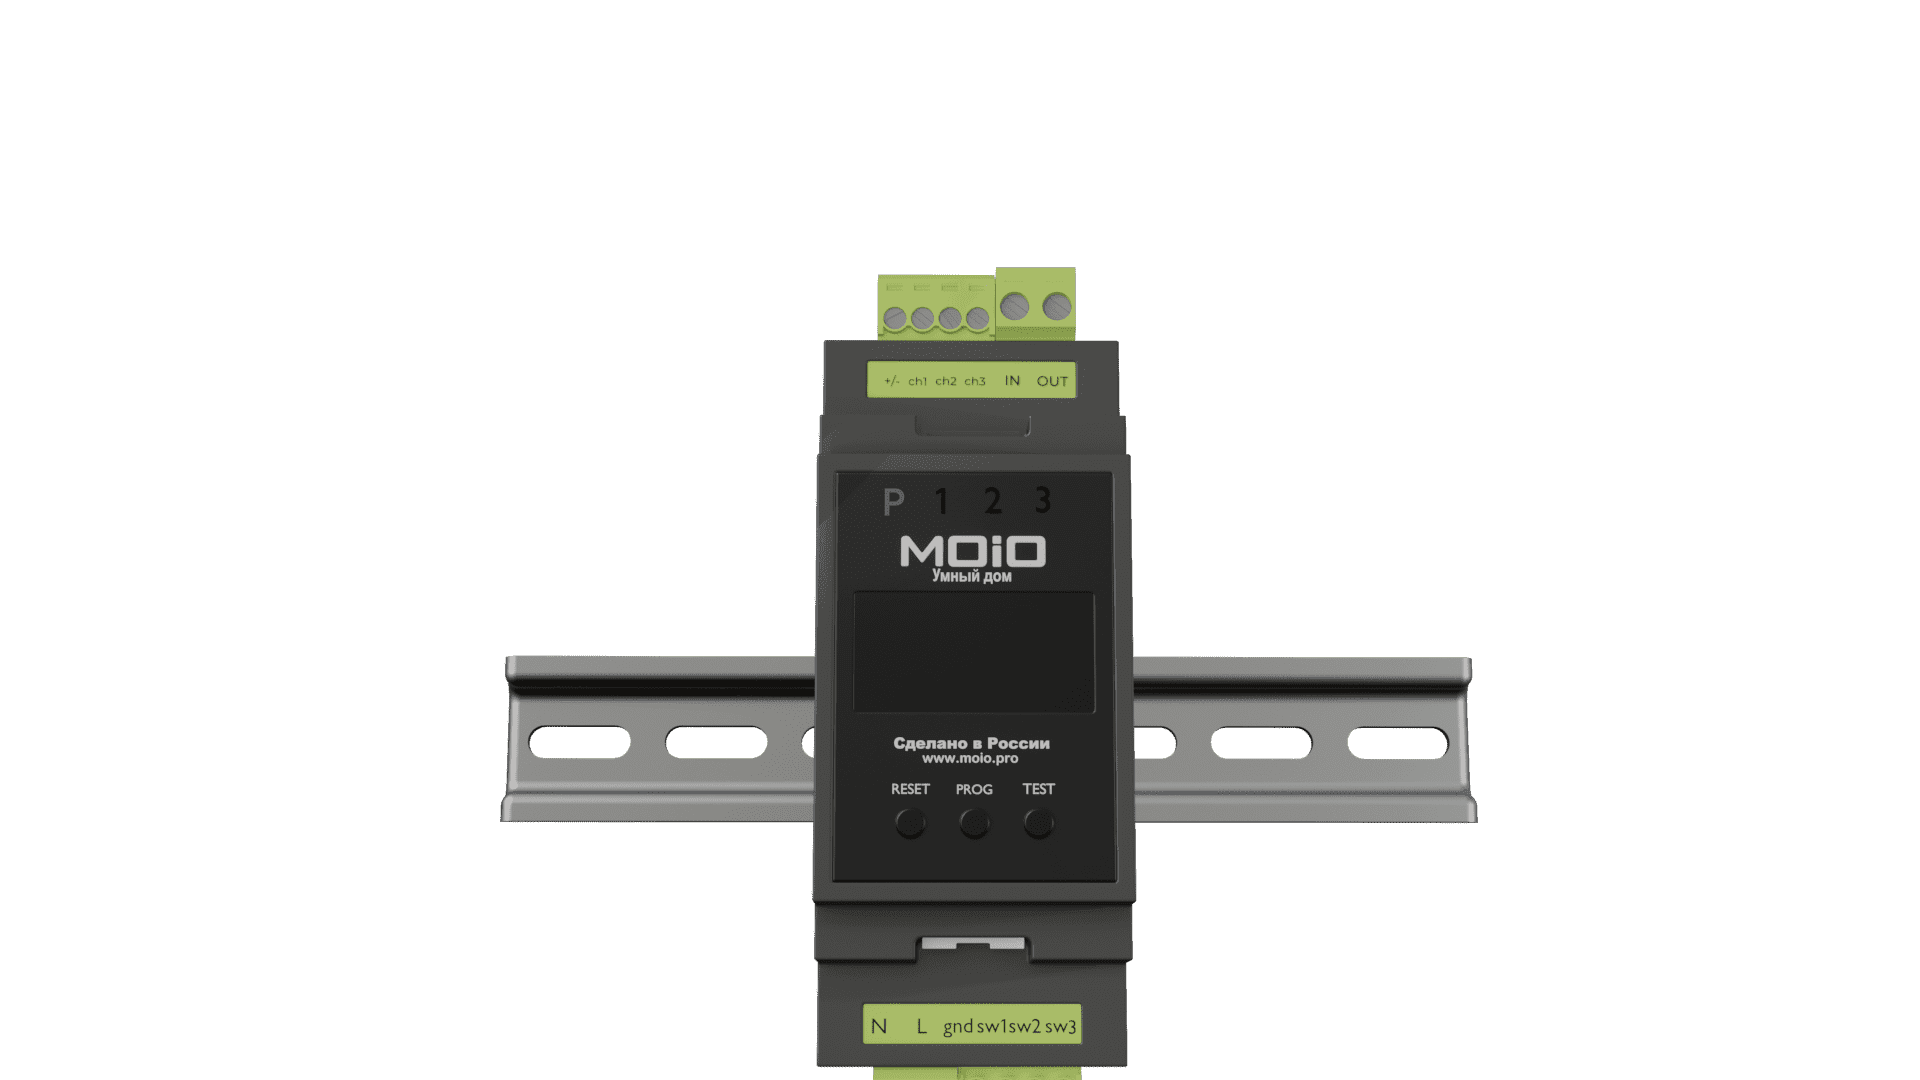 +/- ch1 ch2 ch3 IN OUT
P 1 2 3
MOiO
Умный дом
Сделано в России
www.moio.pro
RESET PROG TEST
N L gnd sw1 sw2 sw3